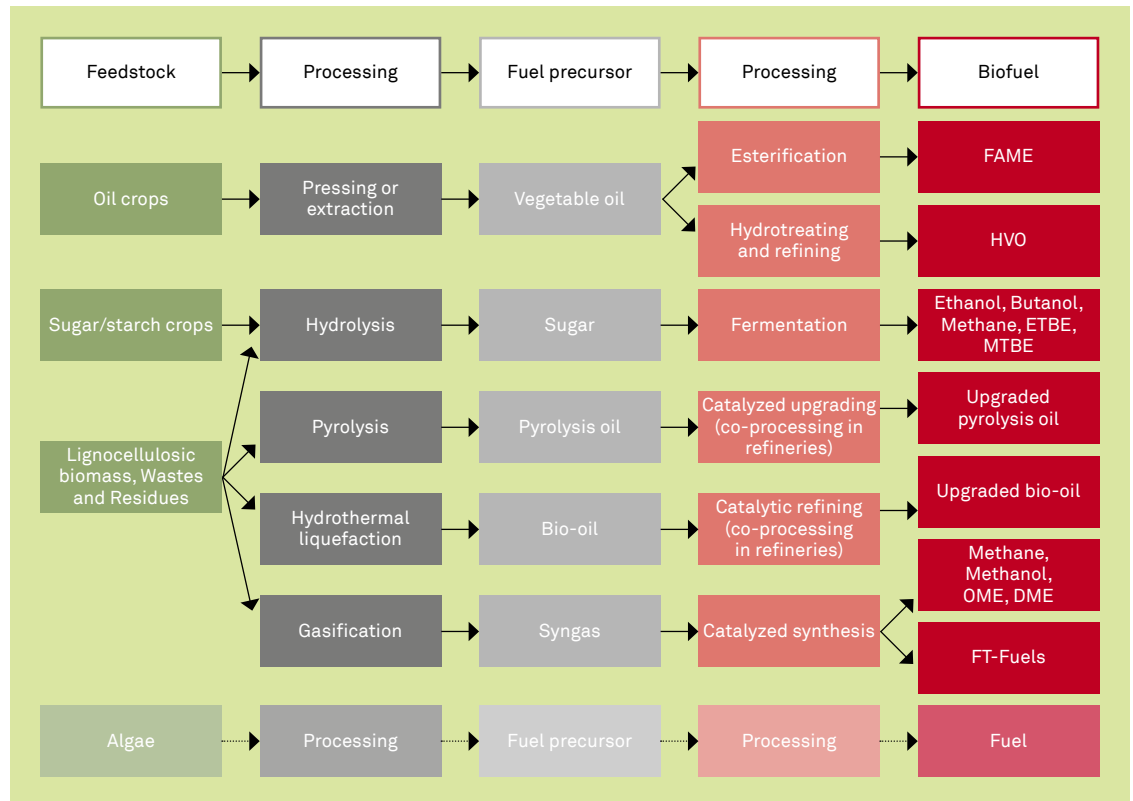 Feedstock
Processing
Fuel precursor
Processing
Biofuel
Oil crops
Pressing or
extraction
Vegetable oil
Esterification
FAME
Hydrotreating
and refining
HVO
Sugar/starch crops
Hydrolysis
Sugar
Fermentation
Ethanol, Butanol,
Methane, ETBE,
MTBE
Lignocellulosic
biomass, Wastes
and Residues
Pyrolysis
Pyrolysis oil
Catalyzed upgrading
(co-processing in
refineries)
Upgraded
pyrolysis oil
Hydrothermal
liquefaction
Bio-oil
Catalytic refining
(co-processing
in refineries)
Upgraded bio-oil
Gasification
Syngas
Catalyzed synthesis
Methane,
Methanol,
OME, DME
FT-Fuels
Algae
Processing
Fuel precursor
Processing
Fuel